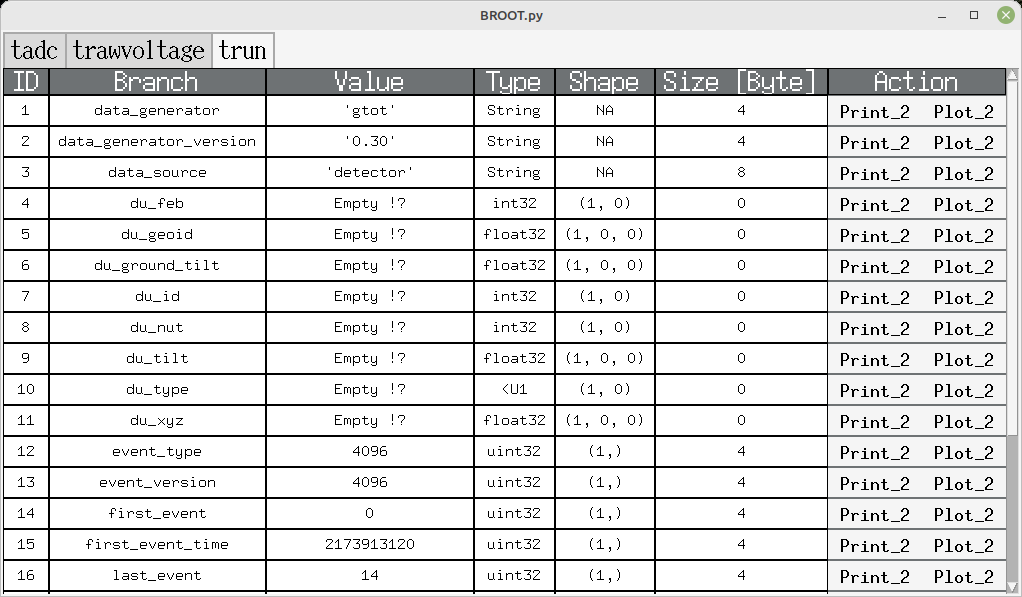 BROOT.py
tadc trawvoltage trun
ID Branch Value Type Shape Size [Byte] Action
1 data_generator 'gtot' String NA 4 Print_2 Plot_2
2 data_generator_version '0.30' String NA 4 Print_2 Plot_2
3 data_source 'detector' String NA 8 Print_2 Plot_2
4 du_feb Empty !? int32 (1, 0) 0 Print_2 Plot_2
5 du_geoid Empty !? float32 (1, 0, 0) 0 Print_2 Plot_2
6 du_ground_tilt Empty !? float32 (1, 0, 0) 0 Print_2 Plot_2
7 du_id Empty !? int32 (1, 0) 0 Print_2 Plot_2
8 du_nut Empty !? int32 (1, 0) 0 Print_2 Plot_2
9 du_tilt Empty !? float32 (1, 0, 0) 0 Print_2 Plot_2
10 du_type Empty !? <U1 (1, 0) 0 Print_2 Plot_2
11 du_xyz Empty !? float32 (1, 0, 0) 0 Print_2 Plot_2
12 event_type 4096 uint32 (1,) 4 Print_2 Plot_2
13 event_version 4096 uint32 (1,) 4 Print_2 Plot_2
14 first_event 0 uint32 (1,) 4 Print_2 Plot_2
15 first_event_time 2173913120 uint32 (1,) 4 Print_2 Plot_2
16 last_event 14 uint32 (1,) 4 Print_2 Plot_2